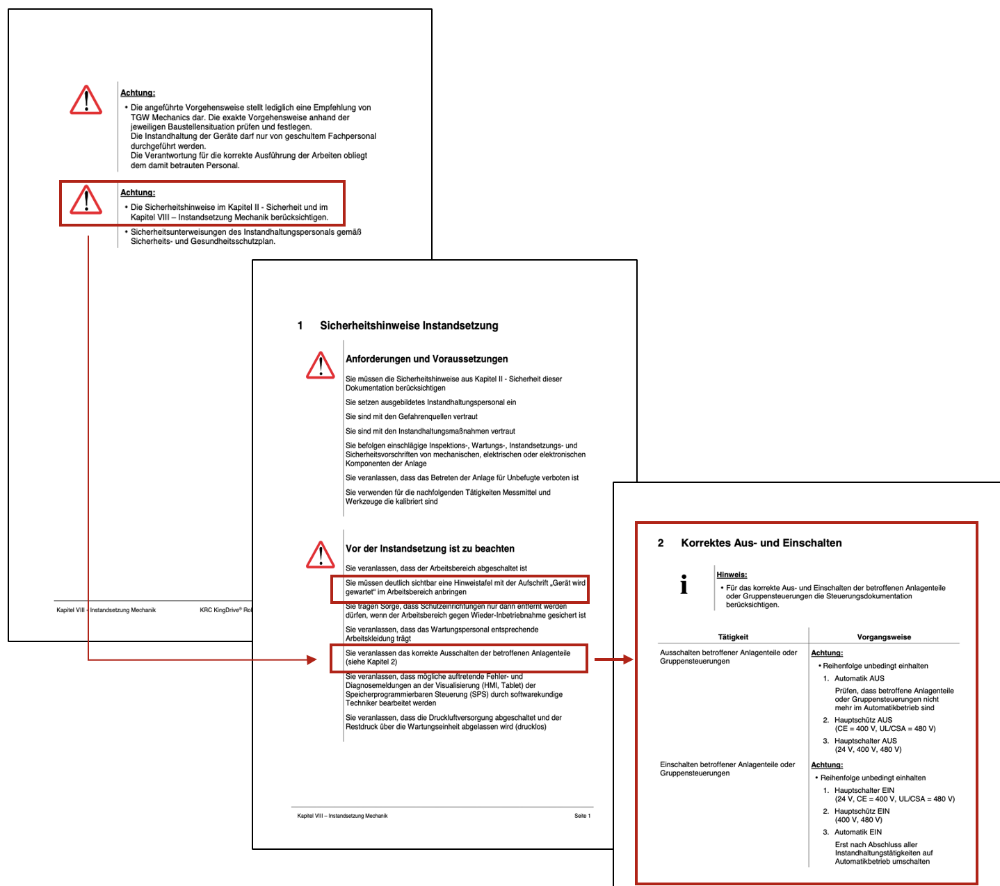 Achtung:
• Die angeführte Vorgehensweise stellt lediglich eine Empfehlung von
TGW Mechanics dar. Die exakte Vorgehensweise anhand der
jeweiligen Baustellensituation prüfen und festlegen.
Die Instandhaltung der Geräte darf nur von geschultem Fachpersonal
durchgeführt werden.
Die Verantwortung für die korrekte Ausführung der Arbeiten obliegt
dem damit betrauten Personal.
Achtung:
• Die Sicherheitshinweise im Kapitel II - Sicherheit und im
Kapitel VIII – Instandsetzung Mechanik berücksichtigen.
• Sicherheitsunterweisungen des Instandhaltungspersonals gemäß
Sicherheits- und Gesundheitsschutzplan.
Kapitel VIII - Instandsetzung Mechanik KRC KingDrive® Rol
1 Sicherheitshinweise Instandsetzung
Anforderungen und Voraussetzungen
Sie müssen die Sicherheitshinweise aus Kapitel II - Sicherheit dieser
Dokumentation berücksichtigen
Sie setzen ausgebildetes Instandhaltungspersonal ein
Sie sind mit den Gefahrenquellen vertraut
Sie sind mit den Instandhaltungsmaßnahmen vertraut
Sie befolgen einschlägige Inspektions-, Wartungs-, Instandsetzungs- und
Sicherheitsvorschriften von mechanischen, elektrischen oder elektronischen
Komponenten der Anlage
Sie veranlassen, dass das Betreten der Anlage für Unbefugte verboten ist
Sie verwenden für die nachfolgenden Tätigkeiten Messmittel und
Werkzeuge die kalibriert sind
Vor der Instandsetzung ist zu beachten
Sie veranlassen, dass der Arbeitsbereich abgeschaltet ist
Sie müssen deutlich sichtbar eine Hinweistafel mit der Aufschrift „Gerät wird
gewartet“ im Arbeitsbereich anbringen
Sie tragen Sorge, dass Schutzeinrichtungen nur dann entfernt werden
dürfen, wenn der Arbeitsbereich gegen Wieder-Inbetriebnahme gesichert ist
Sie veranlassen, dass das Wartungspersonal entsprechende
Arbeitskleidung trägt
Sie veranlassen das korrekte Ausschalten der betroffenen Anlagenteile
(siehe Kapitel 2)
Sie veranlassen, dass mögliche auftretende Fehler- und
Diagnosemeldungen an der Visualisierung (HMI, Tablet) der
Speicherprogrammierbaren Steuerung (SPS) durch softwarekundige
Techniker bearbeitet werden
Sie veranlassen, dass die Druckluftversorgung abgeschaltet und der
Restdruck über die Wartungseinheit abgelassen wird (drucklos)
Kapitel VIII – Instandsetzung Mechanik Seite 1
2 Korrektes Aus- und Einschalten
i
Hinweis:
• Für das korrekte Aus- und Einschalten der betroffenen Anlagenteile
oder Gruppensteuerungen die Steuerungsdokumentation
berücksichtigen.
Tätigkeit Vorgangsweise
Ausschalten betroffener Anlagenteile oder
Gruppensteuerungen
Achtung:
• Reihenfolge unbedingt einhalten
1. Automatik AUS
Prüfen, dass betroffene Anlagenteile
oder Gruppensteuerungen nicht
mehr im Automatikbetrieb sind
2. Hauptschütz AUS
(CE = 400 V, UL/CSA = 480 V)
3. Hauptschalter AUS
(24 V, 400 V, 480 V)
Einschalten betroffener Anlagenteile oder
Gruppensteuerungen
Achtung:
• Reihenfolge unbedingt einhalten
1. Hauptschalter EIN
(24 V, CE = 400 V, UL/CSA = 480 V)
2. Hauptschütz EIN
(400 V, 480 V)
3. Automatik EIN
Erst nach Abschluss aller
Instandhaltungstätigkeiten auf
Automatikbetrieb umschalten